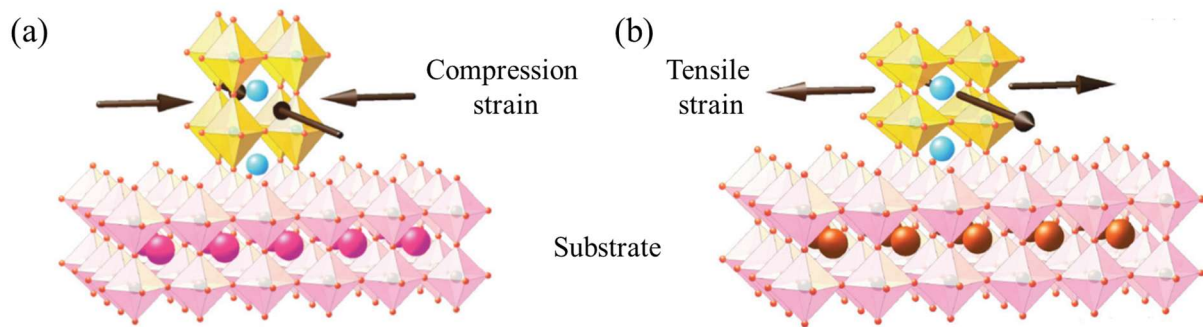 (a)
Compression
strain
(b)
Tensile
strain
Substrate